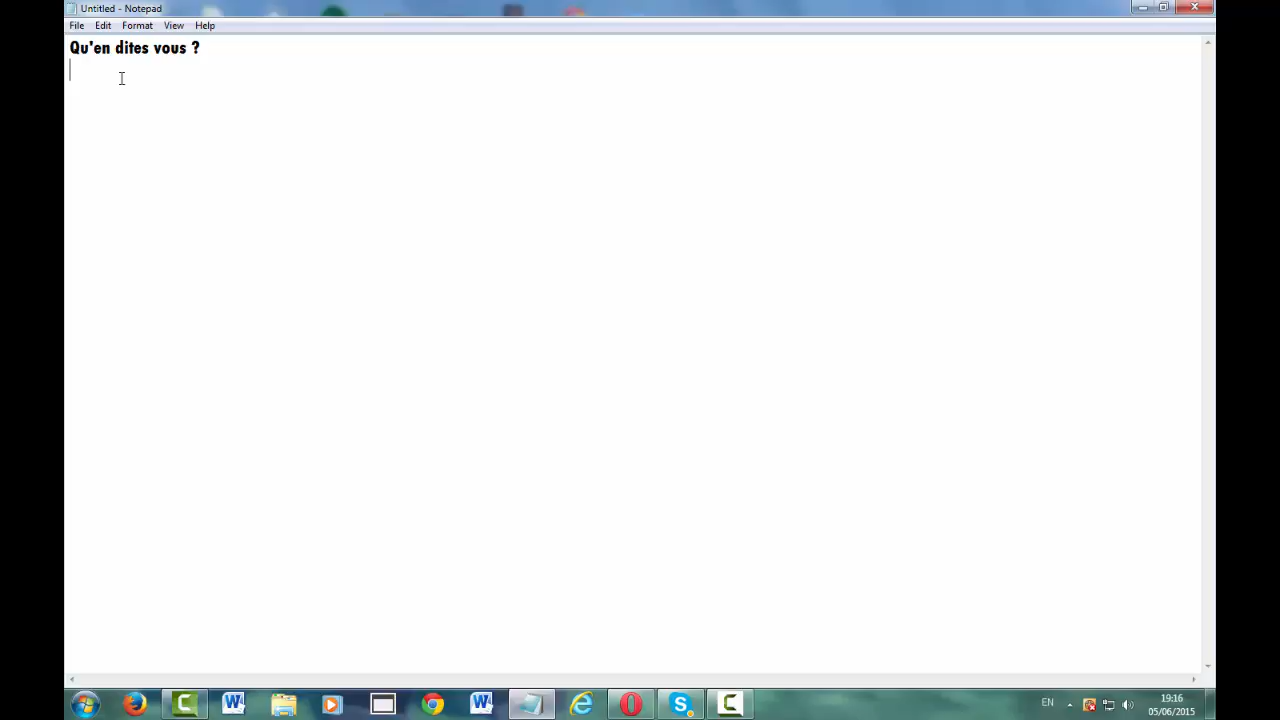 Untitled - Notepad
File Edit Format View Help
Qu'en dites vous ?
EN
19:16
05/06/2015